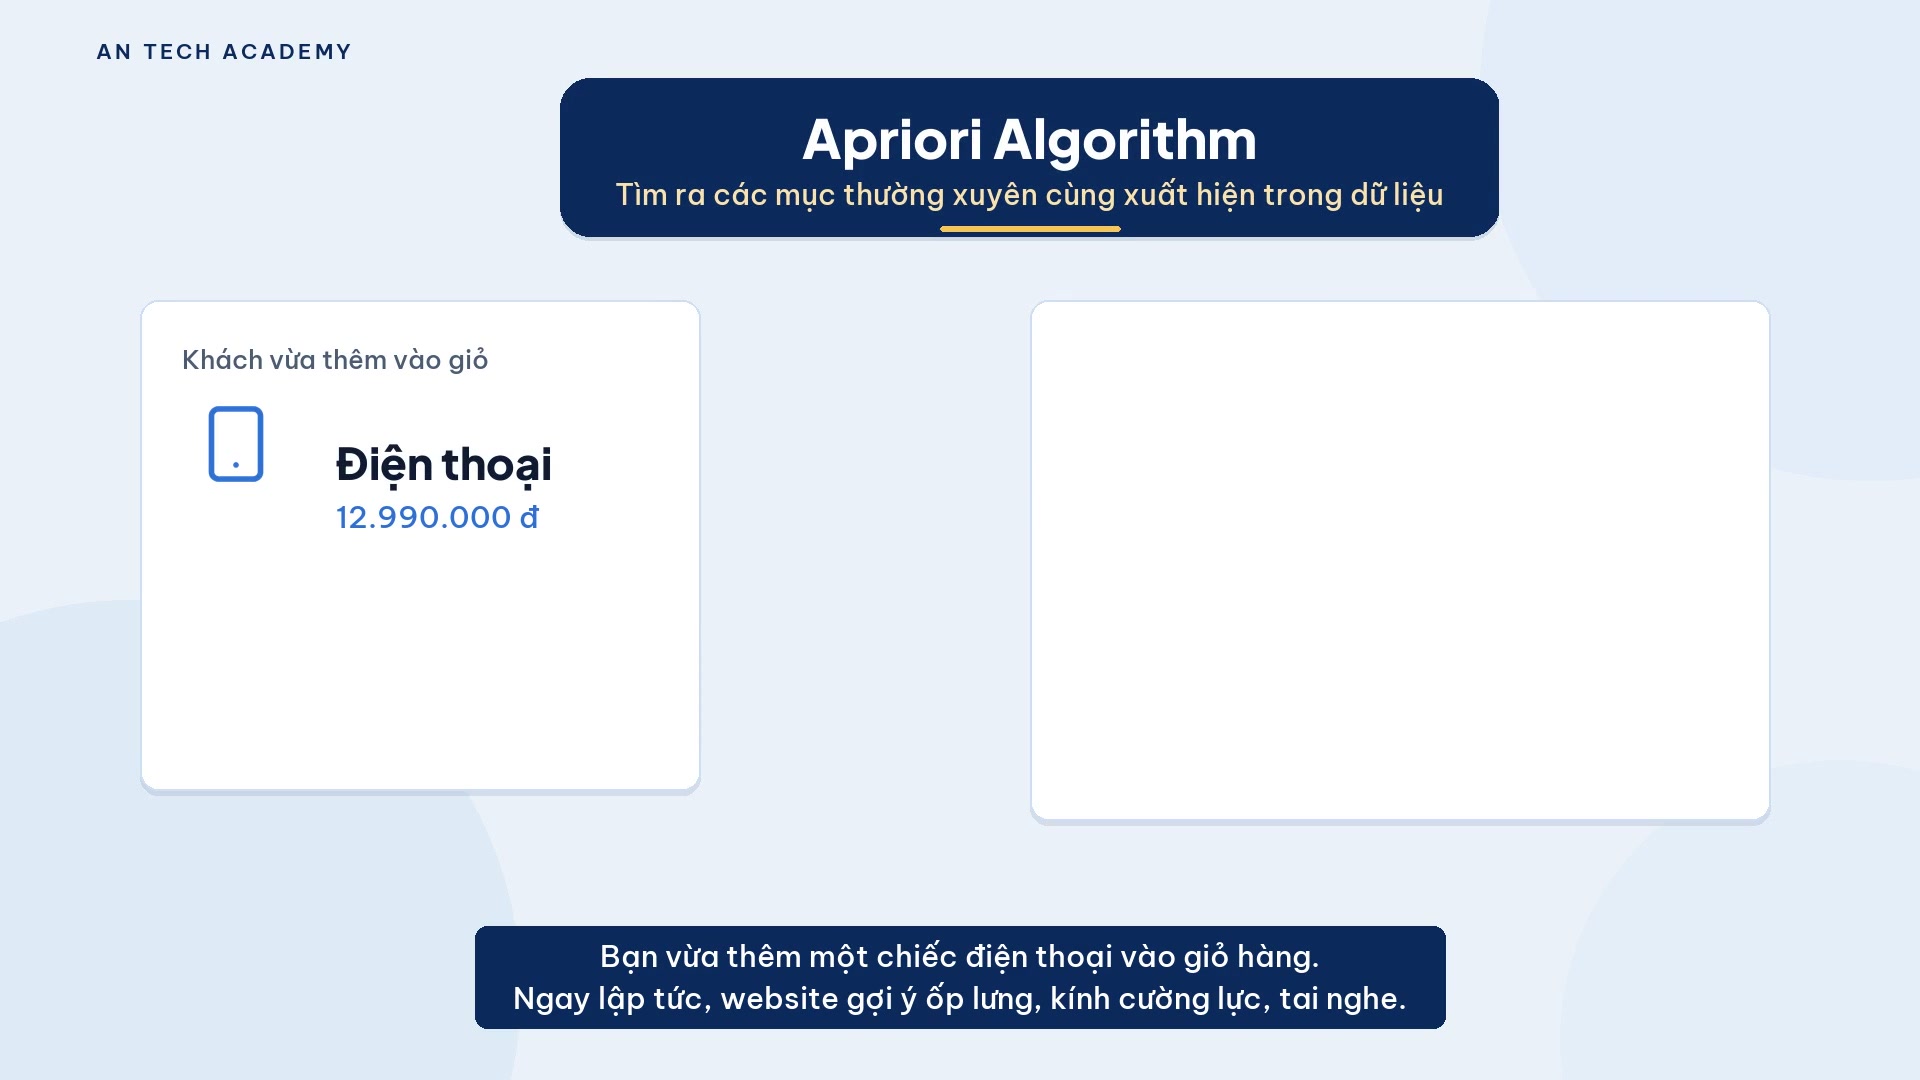 AN TECH ACADEMY
Apriori Algorithm
Tìm ra các mục thường xuyên cùng xuất hiện trong dữ liệu
Khách vừa thêm vào giỏ
Điện thoại
12.990.000 đ
Bạn vừa thêm một chiếc điện thoại vào giỏ hàng.
Ngay lập tức, website gợi ý ốp lưng, kính cường lực, tai nghe.